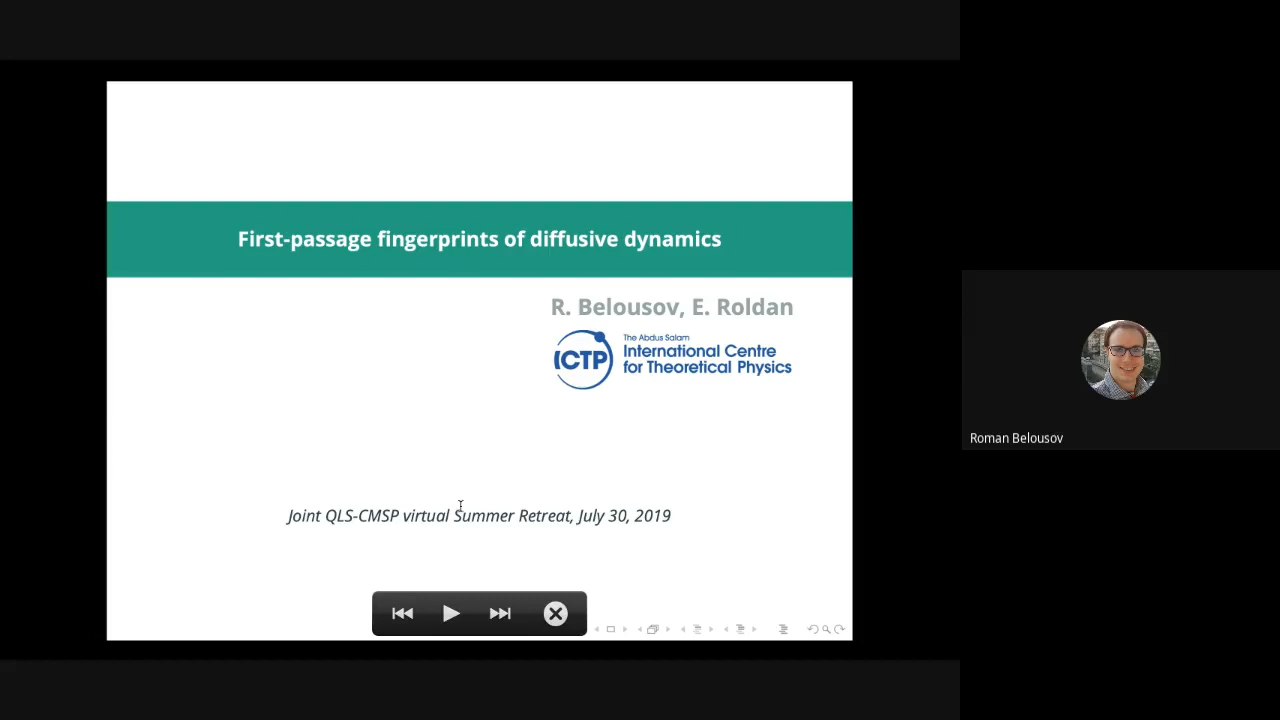 First-passage fingerprints of diffusive dynamics
R. Belousov, E. Roldan
ICTP
The Abdus Salam
International Centre
for Theoretical Physics
Roman Belousov
Joint QLS-CMSP virtual Summer Retreat, July 30, 2019